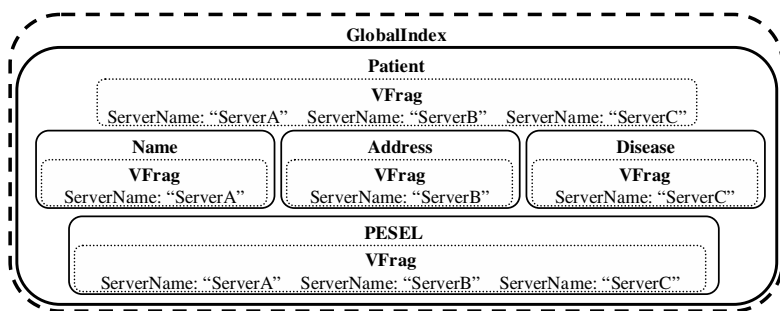 GlobalIndex
Patient
VFrag
ServerName: “ServerA” ServerName: “ServerB” ServerName: “ServerC”
Name Address Disease
VFrag VFrag VFrag
ServerName: “ServerA” ServerName: “ServerB” ServerName: “ServerC”
PESEL
VFrag
ServerName: “ServerA” ServerName: “ServerB” ServerName: “ServerC”